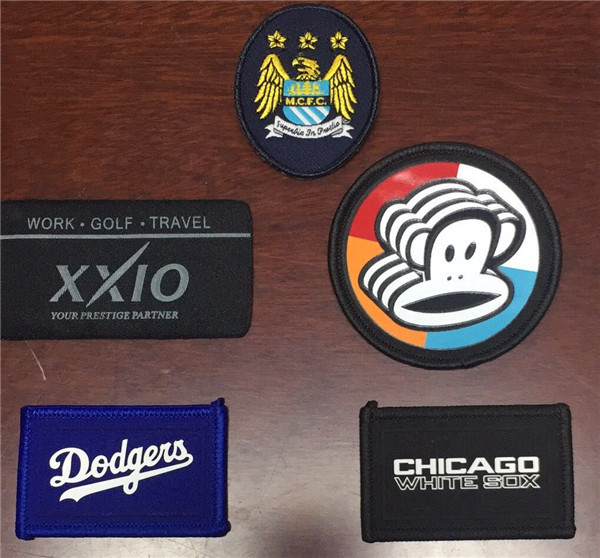 M.C.F.C.
Superbia In Proelio
WORK · GOLF · TRAVEL
XXIO
YOUR PRESTIGE PARTNER
Dodgers
CHICAGO
WHITE SOX